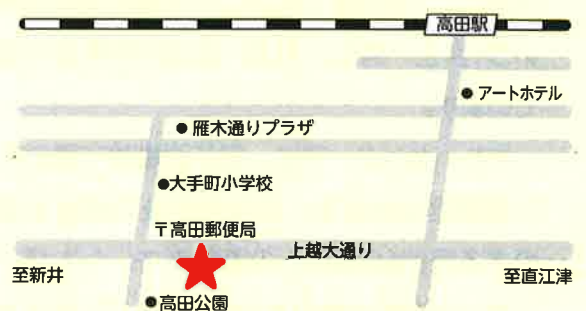 高田駅
アートホテル
雁木通りプラザ
大手町小学校
〒高田郵便局
上越大通り
至新井
至直江津
高田公園